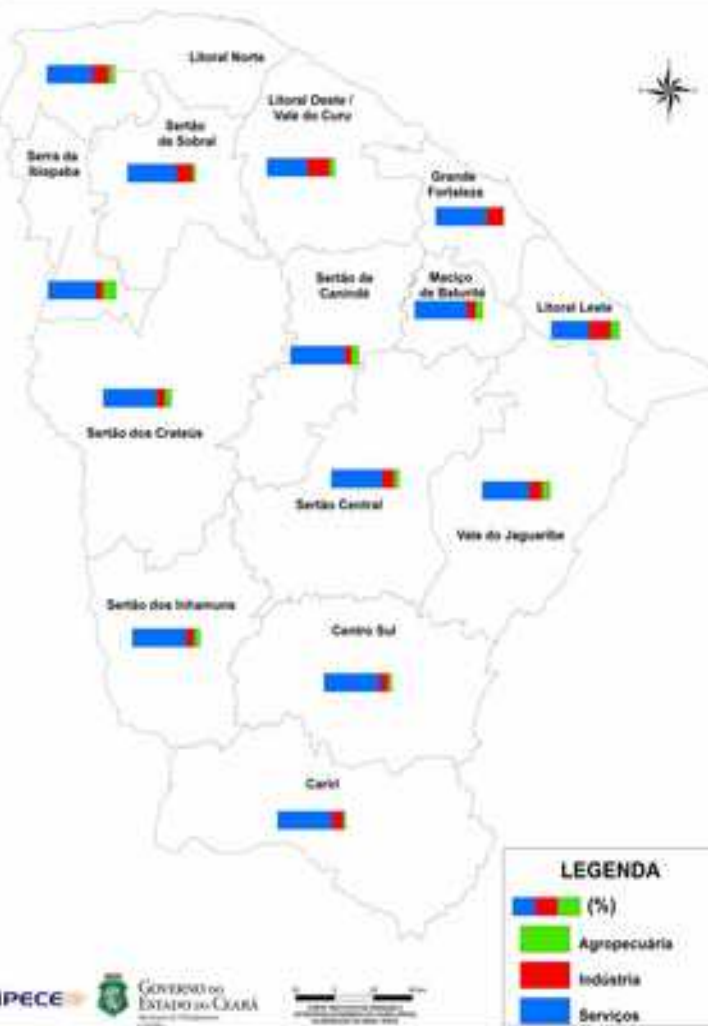 Litoral Norte
Litoral Oeste /
Vale do Curu
Sertão
de Sobral
Serra da
Ibiapaba
Grande
Fortaleza
Sertão de
Canindé
Maciço
de Baturité
Litoral Leste
Sertão dos Crateús
Sertão Central
Vale do Jaguaribe
Sertão dos Inhamuns
Centro Sul
Cariri
LEGENDA
(%)
Agropecuária
Indústria
Serviços
IPECE
GOVERNO DO
ESTADO DO CEARÁ